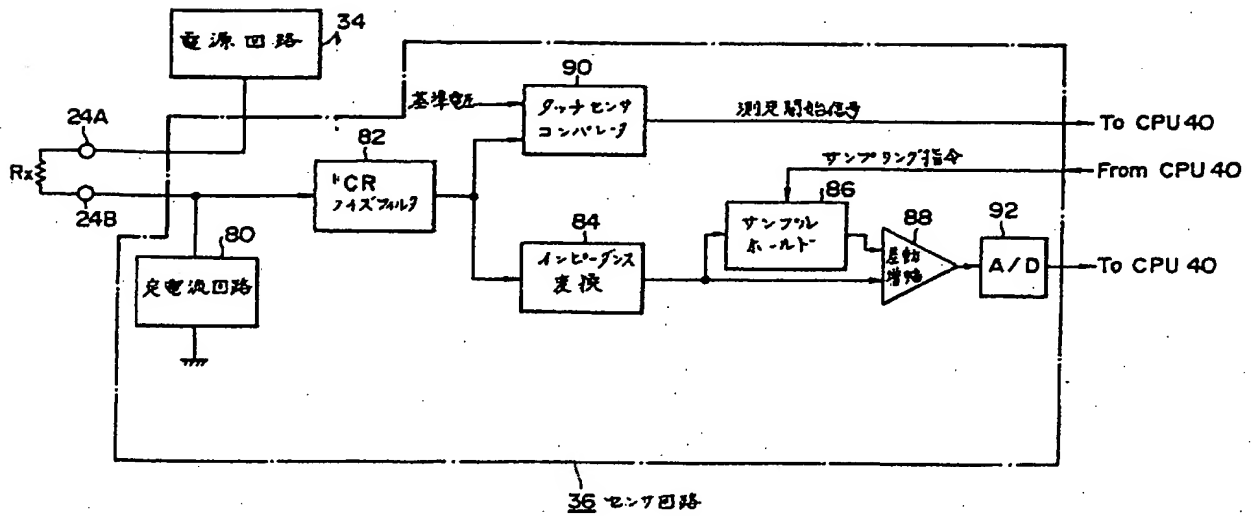 電源回路
34
24A
Rx
24B
80
定電流回路
82
CR
ノイズフィルタ
基準電圧
90
タッチセンサ
コンパレータ
測定開始信号
To CPU 40
サンプリング指令
From CPU 40
86
サンプル
ホールド
84
インピーダンス
変換
88
差動
増幅
92
A/D
To CPU 40
36 センサ回路